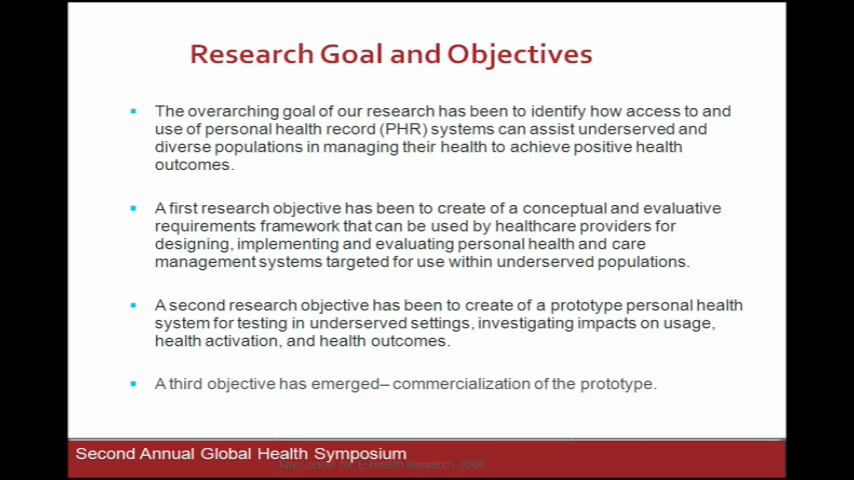 Research Goal and Objectives
The overarching goal of our research has been to identify how access to and
use of personal health record (PHR) systems can assist underserved and
diverse populations in managing their health to achieve positive health
outcomes.
A first research objective has been to create of a conceptual and evaluative
requirements framework that can be used by healthcare providers for
designing, implementing and evaluating personal health and care
management systems targeted for use within underserved populations.
A second research objective has been to create of a prototype personal health
system for testing in underserved settings, investigating impacts on usage,
health activation, and health outcomes.
A third objective has emerged– commercialization of the prototype.
Second Annual Global Health Symposium
Kay Center for E-Health Research 2008